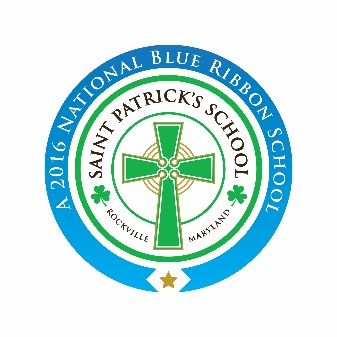 A 2016 NATIONAL BLUE RIBBON SCHOOL
SAINT PATRICK'S SCHOOL
ROCKVILLE
MARYLAND